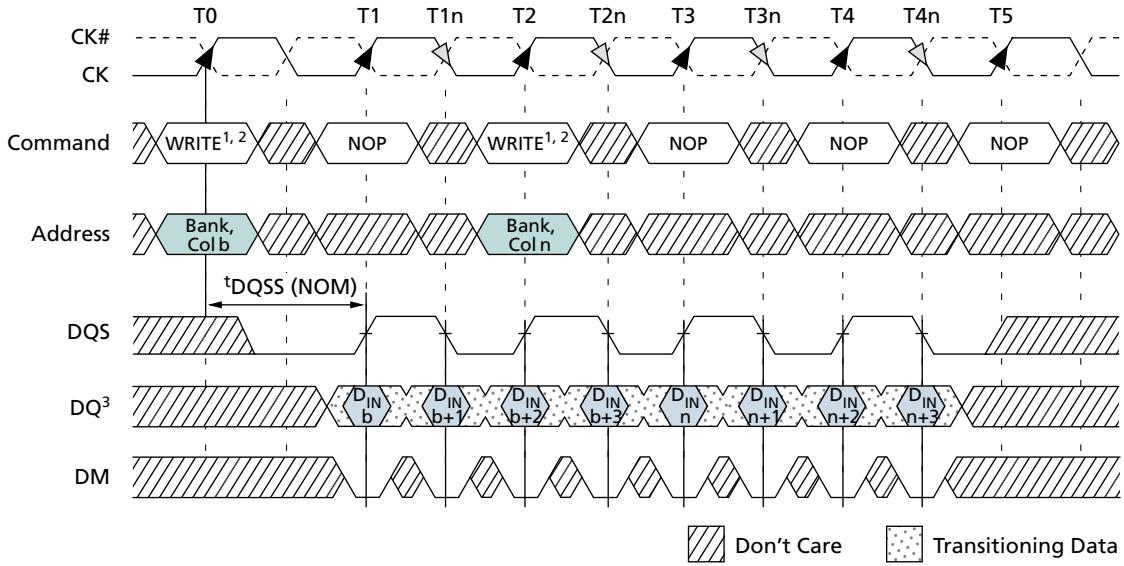 T0 T1 T1n T2 T2n T3 T3n T4 T4n T5
CK#
CK
Command WRITE1, 2 NOP WRITE1, 2 NOP NOP NOP
Address Bank, Col b Bank, Col n
tDQSS (NOM)
DQS
DQ3 DIN b DIN b+1 DIN b+2 DIN b+3 DIN n DIN n+1 DIN n+2 DIN n+3
DM
Don't Care Transitioning Data